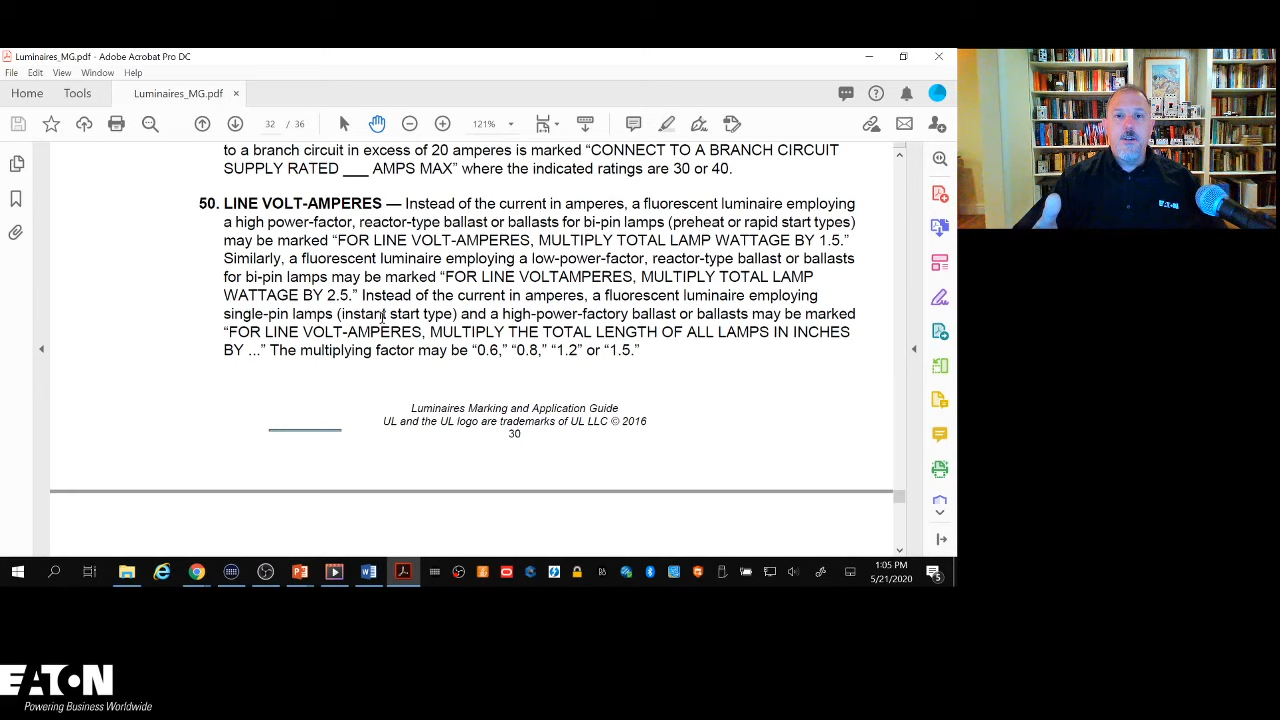 Luminaires_MG.pdf - Adobe Acrobat Pro DC
File Edit View Window Help
Home Tools Luminaires_MG.pdf ×
32 / 36 121%
to a branch circuit in excess of 20 amperes is marked “CONNECT TO A BRANCH CIRCUIT
SUPPLY RATED ___ AMPS MAX” where the indicated ratings are 30 or 40.
50. LINE VOLT-AMPERES — Instead of the current in amperes, a fluorescent luminaire employing
a high power-factor, reactor-type ballast or ballasts for bi-pin lamps (preheat or rapid start types)
may be marked “FOR LINE VOLT-AMPERES, MULTIPLY TOTAL LAMP WATTAGE BY 1.5.”
Similarly, a fluorescent luminaire employing a low-power-factor, reactor-type ballast or ballasts
for bi-pin lamps may be marked “FOR LINE VOLTAMPERES, MULTIPLY TOTAL LAMP
WATTAGE BY 2.5.” Instead of the current in amperes, a fluorescent luminaire employing
single-pin lamps (instant start type) and a high-power-factory ballast or ballasts may be marked
“FOR LINE VOLT-AMPERES, MULTIPLY THE TOTAL LENGTH OF ALL LAMPS IN INCHES
BY ...” The multiplying factor may be “0.6,” “0.8,” “1.2” or “1.5.”
Luminaires Marking and Application Guide
UL and the UL logo are trademarks of UL LLC © 2016
30
1:05 PM
5/21/2020
5
EATON
EATON
Powering Business Worldwide